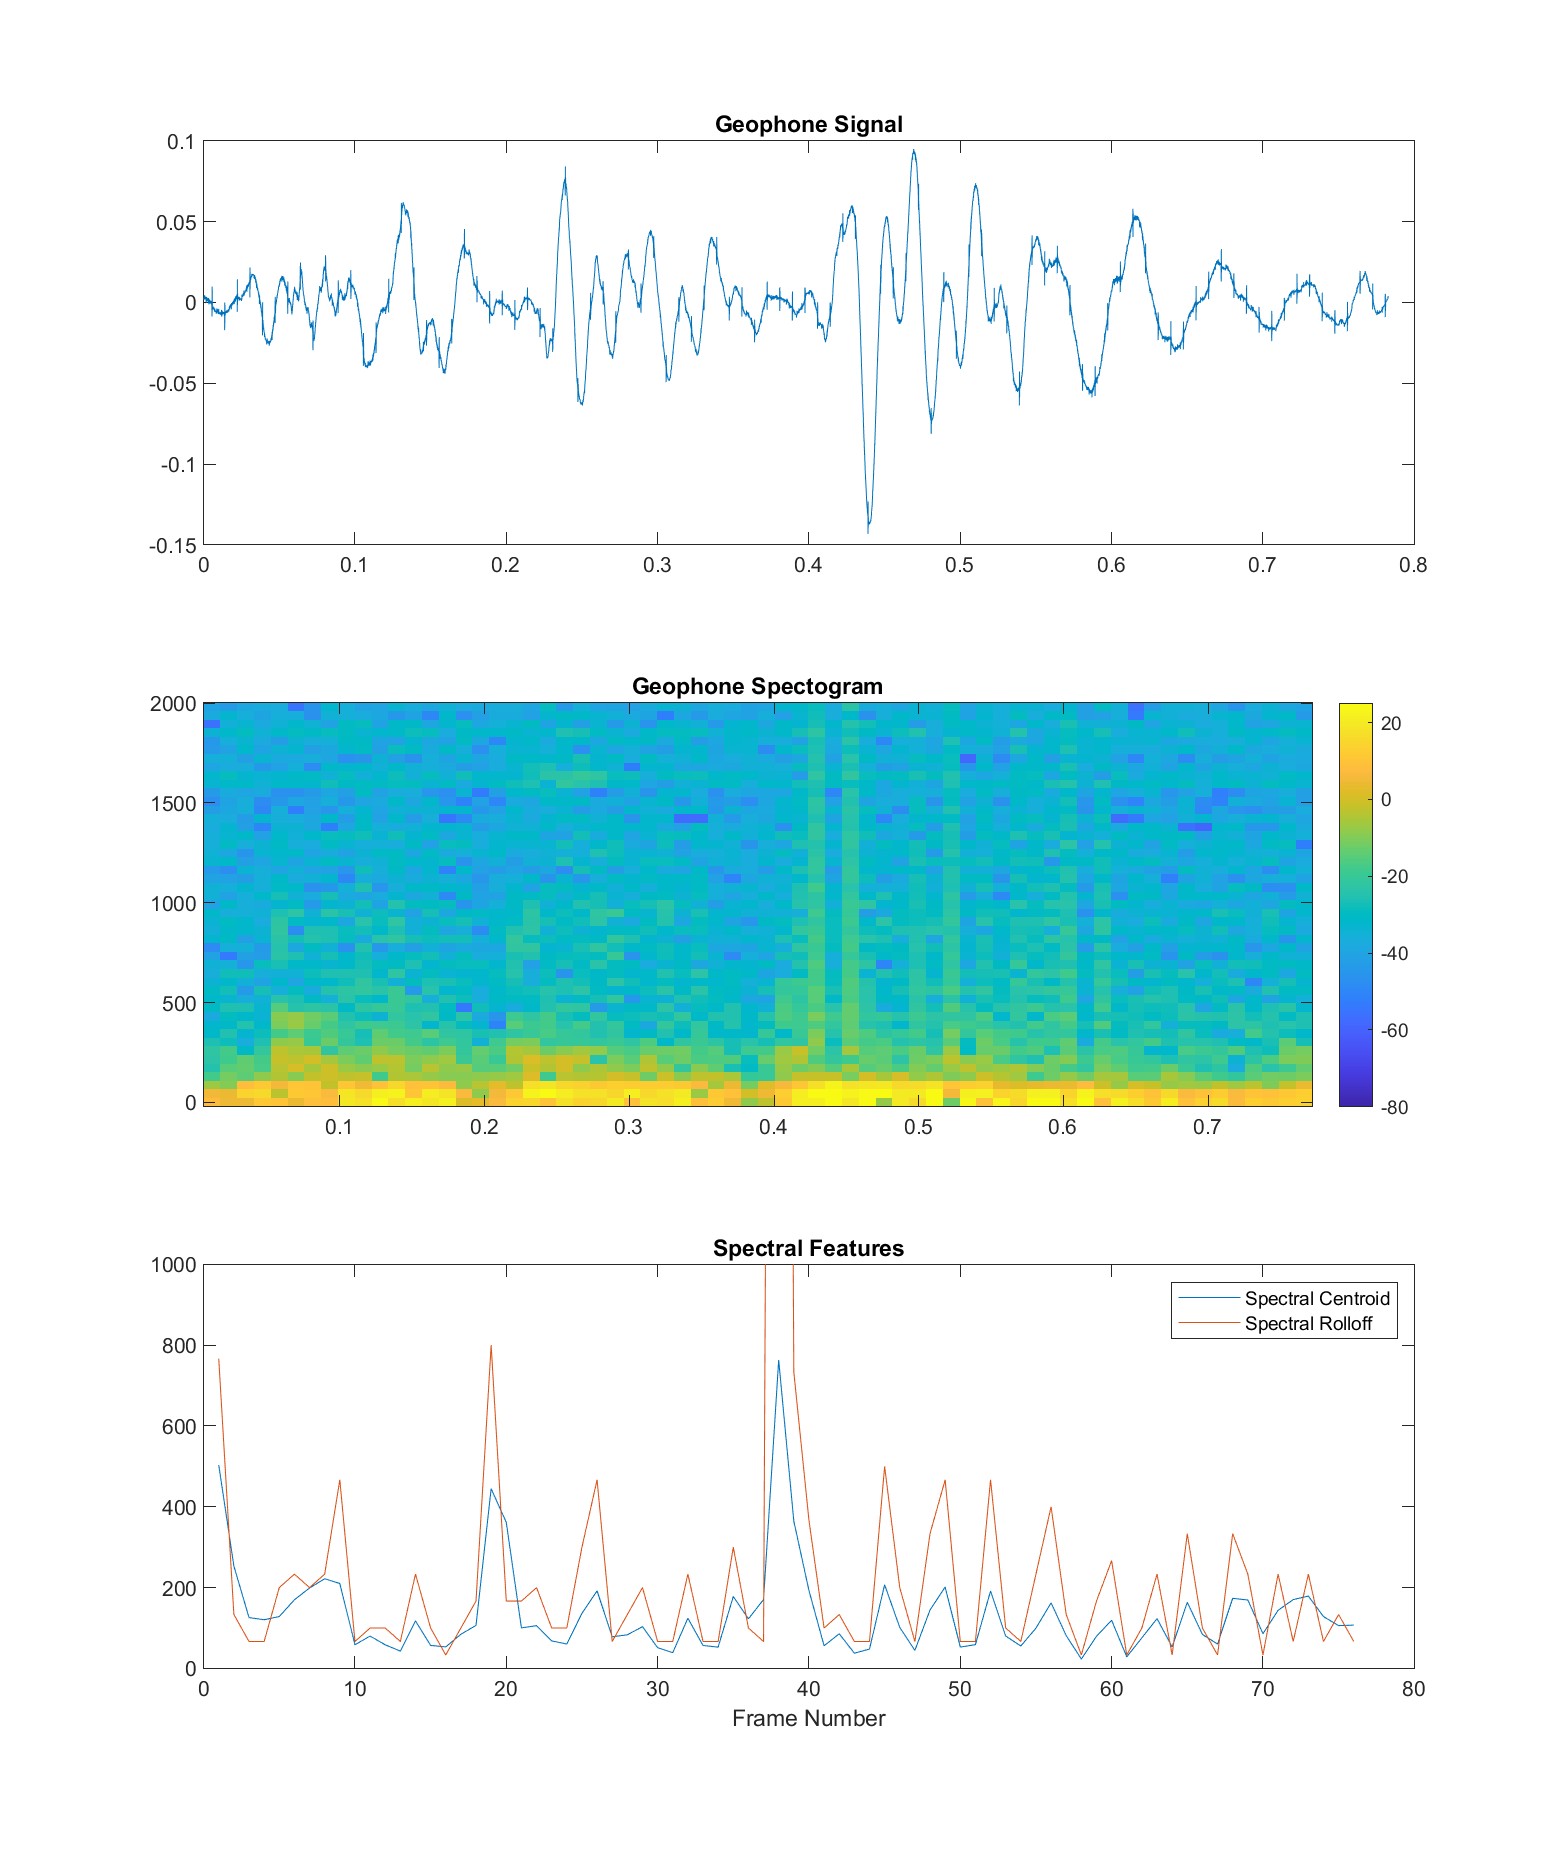 Geophone Signal
0.1
0.05
0
-0.05
-0.1
-0.15
0 0.1 0.2 0.3 0.4 0.5 0.6 0.7 0.8
Geophone Spectogram
2000
1500
1000
500
0
0.1 0.2 0.3 0.4 0.5 0.6 0.7
20
0
-20
-40
-60
-80
Spectral Features
1000
800
600
400
200
0
0 10 20 30 40 50 60 70 80
Frame Number
Spectral Centroid
Spectral Rolloff